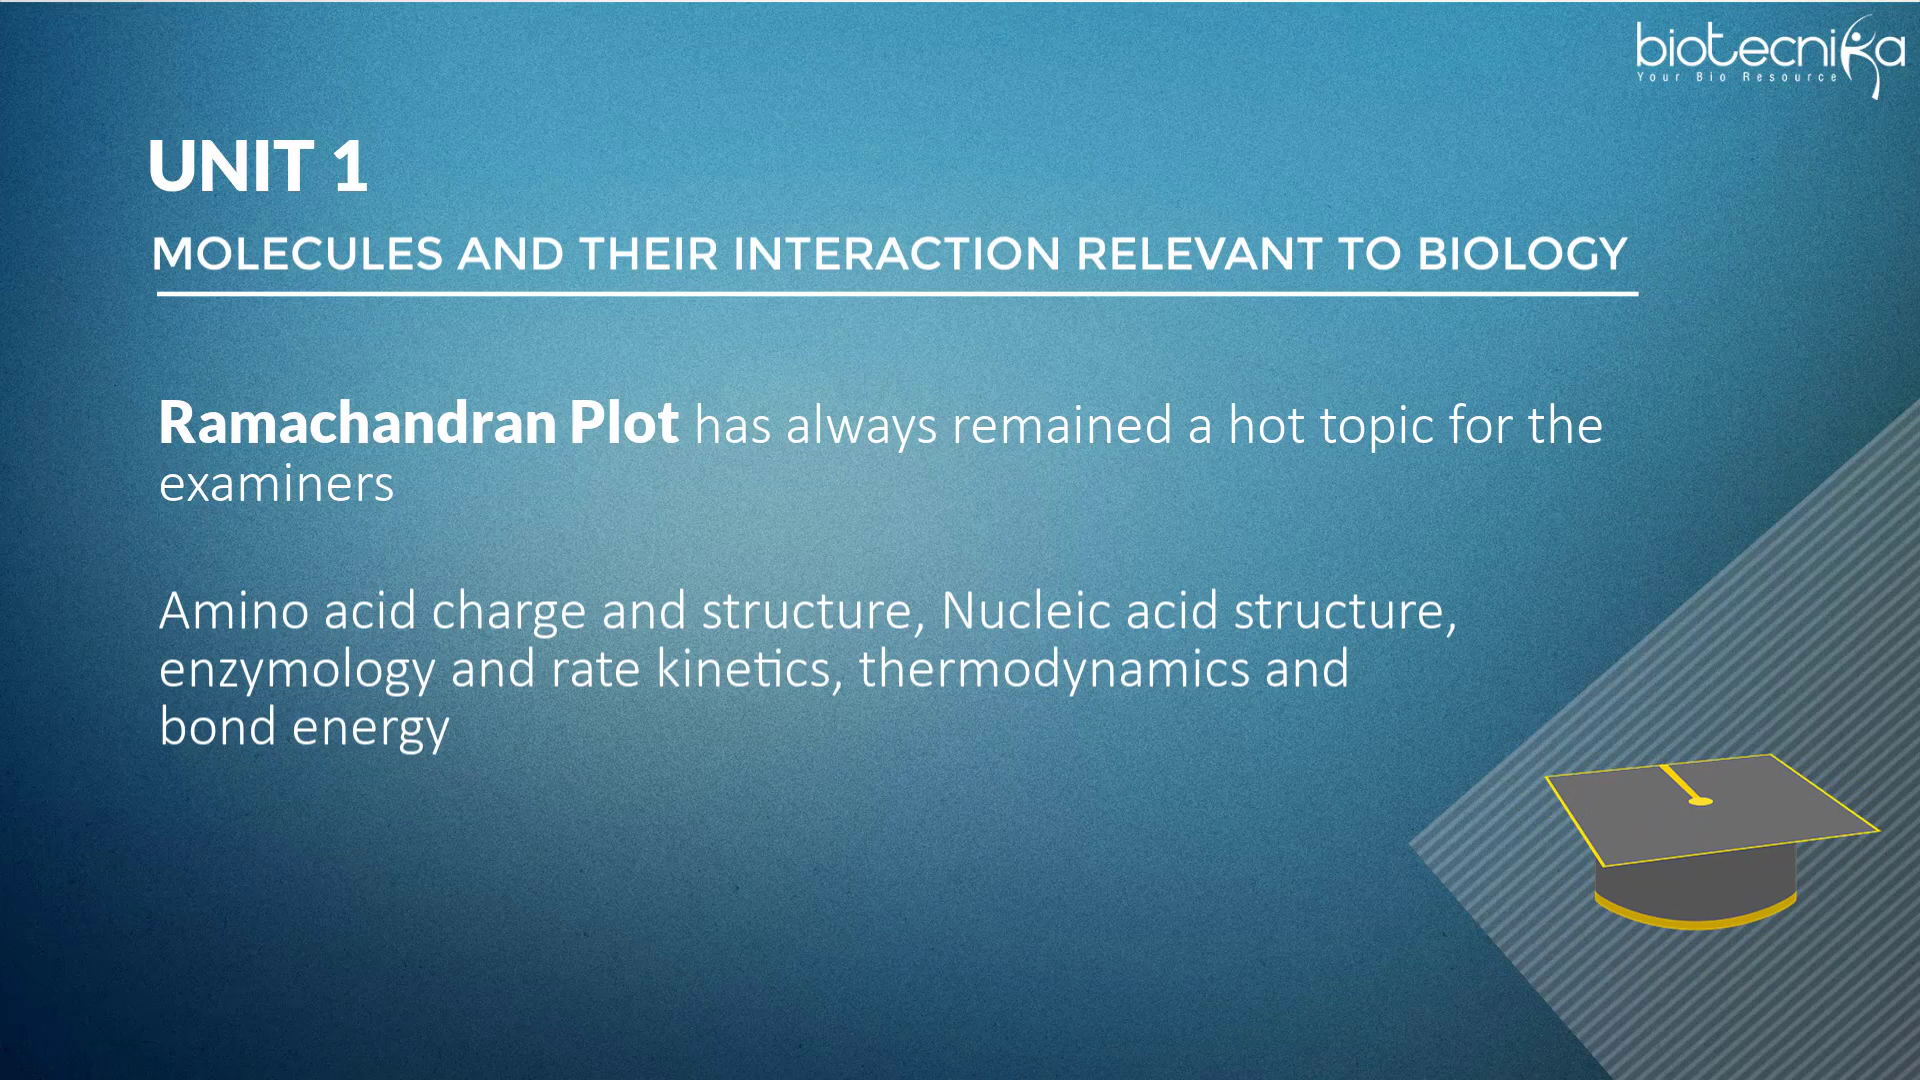 biotecnika
Your Bio Resource
UNIT 1
MOLECULES AND THEIR INTERACTION RELEVANT TO BIOLOGY
Ramachandran Plot has always remained a hot topic for the
examiners
Amino acid charge and structure, Nucleic acid structure,
enzymology and rate kinetics, thermodynamics and
bond energy